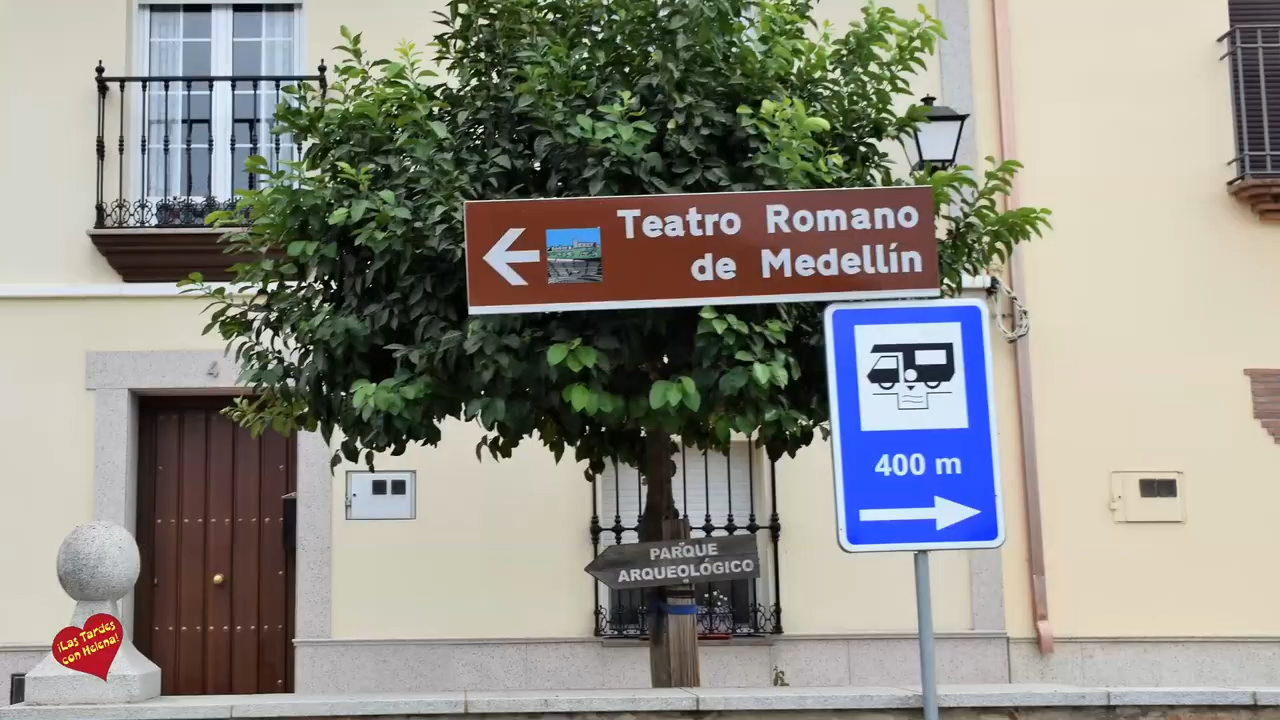 Teatro Romano
de Medellín
4
400 m
PARQUE
ARQUEOLÓGICO
¡Las Tardes
con Helena!